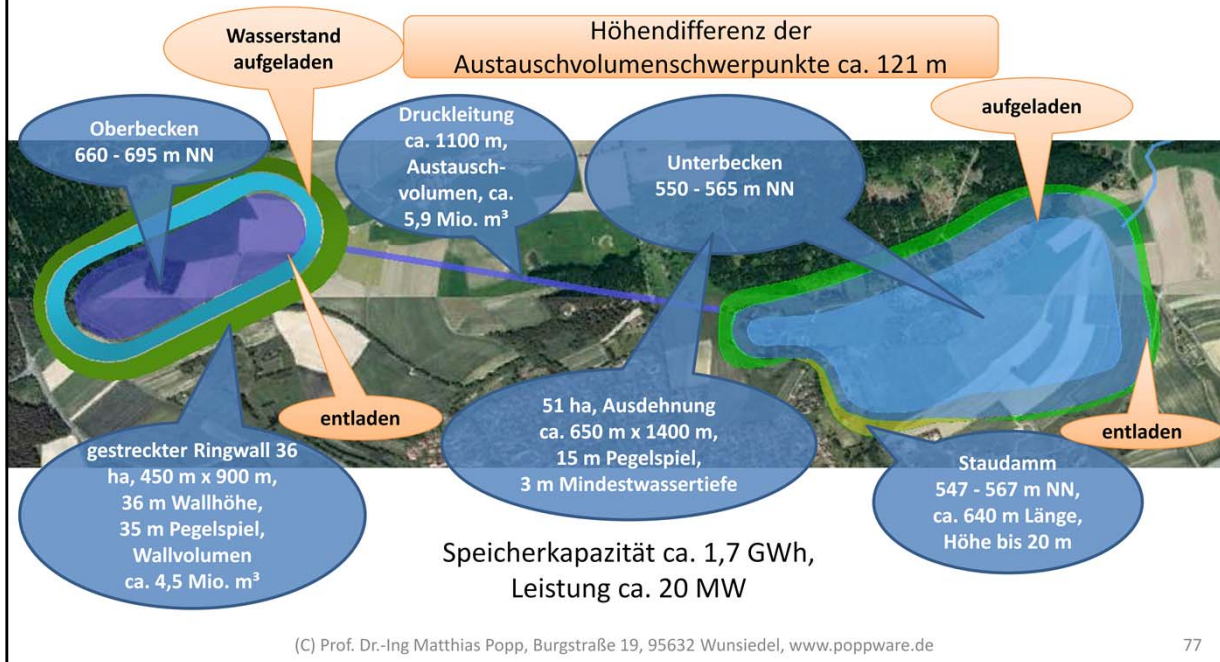 Wasserstand
aufgeladen
Höhendifferenz der
Austauschvolumenschwerpunkte ca. 121 m
aufgeladen
Oberbecken
660 - 695 m NN
Druckleitung
ca. 1100 m,
Austausch-
volumen, ca.
5,9 Mio. m³
Unterbecken
550 - 565 m NN
entladen
gestreckter Ringwall 36
ha, 450 m x 900 m,
36 m Wallhöhe,
35 m Pegelspiel,
Wallvolumen
ca. 4,5 Mio. m³
51 ha, Ausdehnung
ca. 650 m x 1400 m,
15 m Pegelspiel,
3 m Mindestwassertiefe
entladen
Staudamm
547 - 567 m NN,
ca. 640 m Länge,
Höhe bis 20 m
Speicherkapazität ca. 1,7 GWh,
Leistung ca. 20 MW
(C) Prof. Dr.-Ing Matthias Popp, Burgstraße 19, 95632 Wunsiedel, www.poppware.de
77